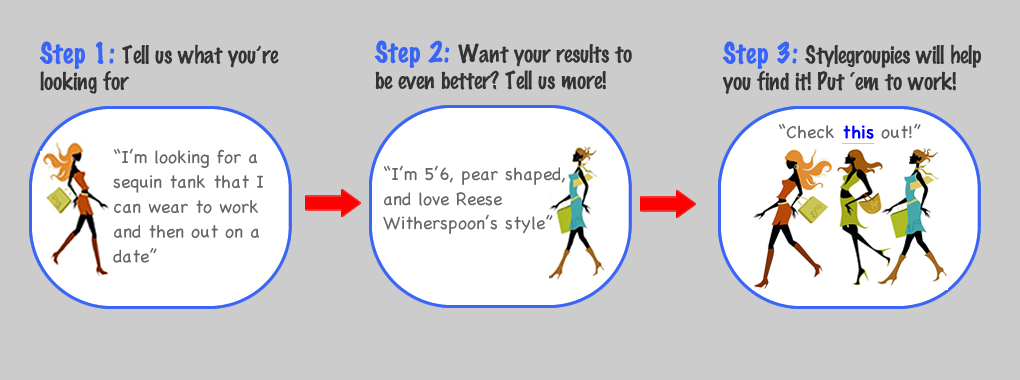 Step 1: Tell us what you're
looking for
"I'm looking for a
sequin tank that I
can wear to work
and then out on a
date"
Step 2: Want your results to
be even better? Tell us more!
"I'm 5'6, pear shaped,
and love Reese
Witherspoon's style"
Step 3: Stylegroupies will help
you find it! Put 'em to work!
"Check this out!"